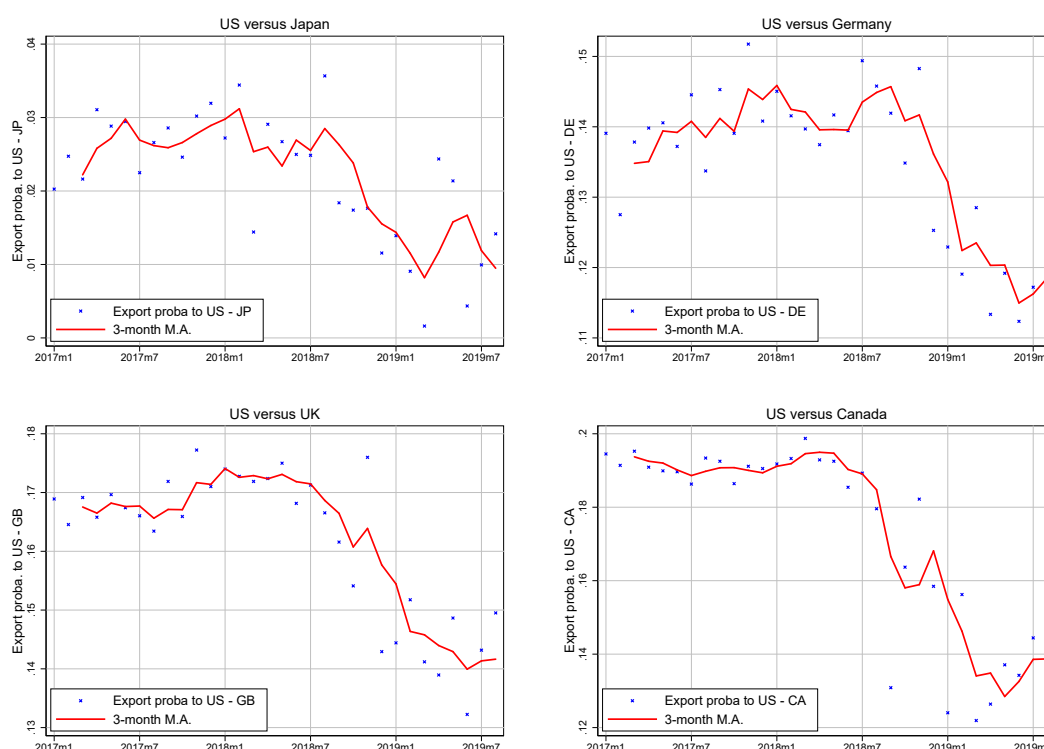 US versus Japan
Export proba. to US - JP
.04
.03
.02
.01
0
Export proba to US - JP
3-month M.A.
2017m1 2017m7 2018m1 2018m7 2019m1 2019m7
US versus Germany
Export proba. to US - DE
.15
.14
.13
.12
.11
Export proba to US - DE
3-month M.A.
2017m1 2017m7 2018m1 2018m7 2019m1 2019m
US versus UK
Export proba. to US - GB
.18
.17
.16
.15
.14
.13
Export proba to US - GB
3-month M.A.
2017m1 2017m7 2018m1 2018m7 2019m1 2019m7
US versus Canada
Export proba. to US - CA
.2
.18
.16
.14
.12
Export proba to US - CA
3-month M.A.
2017m1 2017m7 2018m1 2018m7 2019m1 2019m